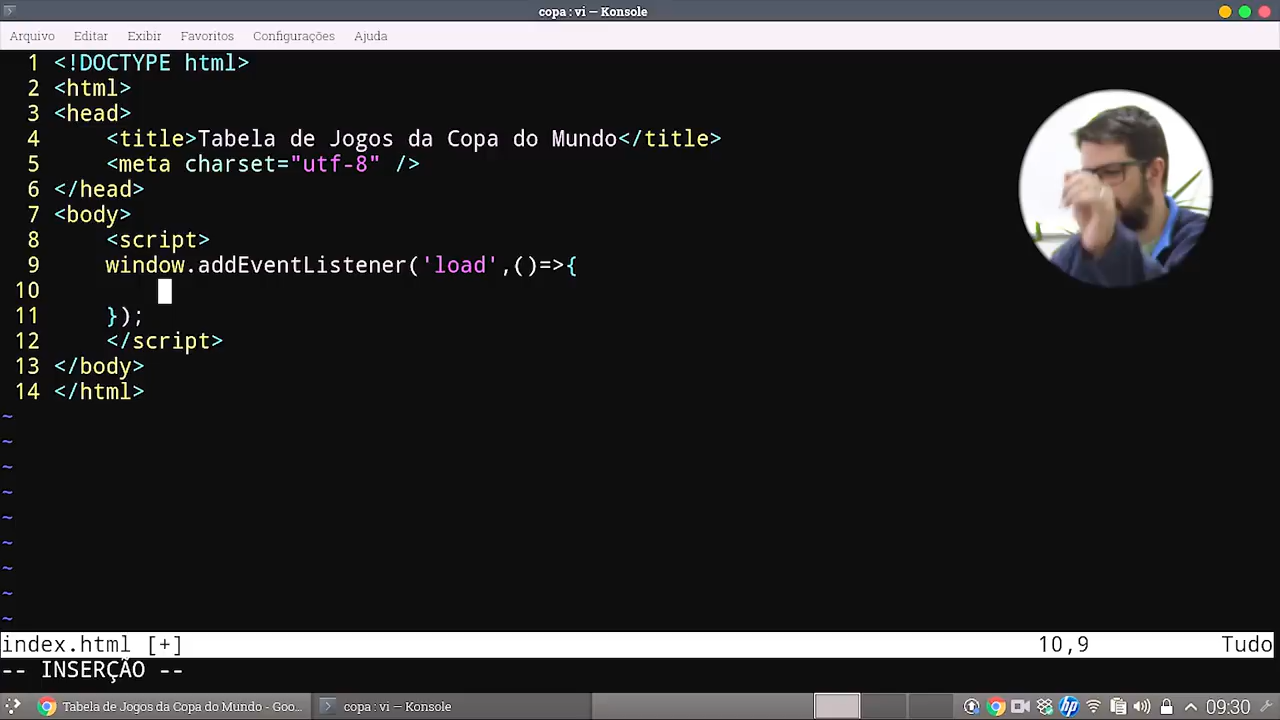 copa : vi — Konsole
Arquivo Editar Exibir Favoritos Configurações Ajuda
1 <!DOCTYPE html>
2 <html>
3 <head>
4     <title>Tabela de Jogos da Copa do Mundo</title>
5     <meta charset="utf-8" />
6 </head>
7 <body>
8     <script>
9     window.addEventListener('load',()=>{
10
11     });
12     </script>
13 </body>
14 </html>
~
~
~
~
~
~
~
~
~
index.html [+] 10,9 Tudo
-- INSERÇÃO --
Tabela de Jogos da Copa do Mundo - Goo... copa : vi — Konsole hp 09:30